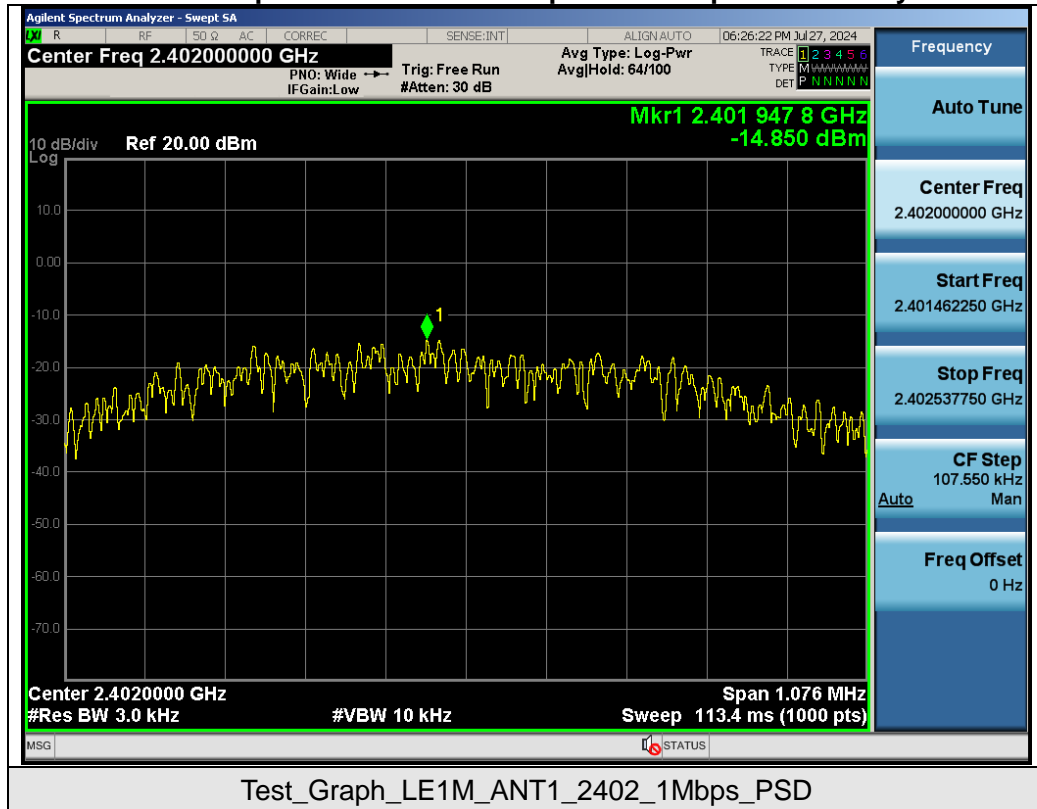 Agilent Spectrum Analyzer - Swept SA
LXI R RF 50 Ω AC CORREC SENSE:INT ALIGN AUTO 06:26:22 PM Jul 27, 2024
Center Freq 2.402000000 GHz
PNO: Wide
IFGain:Low
Trig: Free Run
#Atten: 30 dB
Avg Type: Log-Pwr
Avg|Hold: 64/100
TRACE 1 2 3 4 5 6
TYPE M W W W W W
DET P N N N N N
Mkr1 2.401 947 8 GHz
-14.850 dBm
10 dB/div Ref 20.00 dBm
Log
10.0
0.00
-10.0
-20.0
-30.0
-40.0
-50.0
-60.0
-70.0
1
Center 2.4020000 GHz Span 1.076 MHz
#Res BW 3.0 kHz #VBW 10 kHz Sweep 113.4 ms (1000 pts)
MSG STATUS
Frequency
Auto Tune
Center Freq
2.402000000 GHz
Start Freq
2.401462250 GHz
Stop Freq
2.402537750 GHz
CF Step
107.550 kHz
Auto Man
Freq Offset
0 Hz
Test_Graph_LE1M_ANT1_2402_1Mbps_PSD